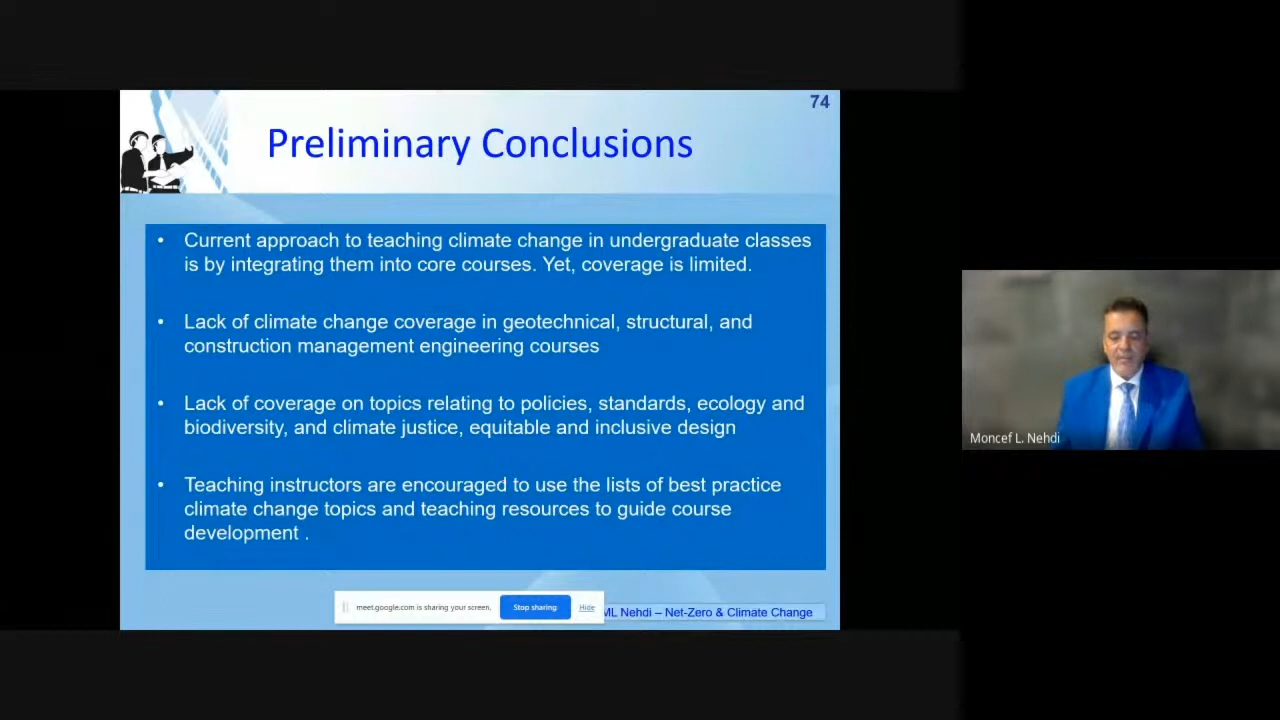 74
Preliminary Conclusions
• Current approach to teaching climate change in undergraduate classes
is by integrating them into core courses. Yet, coverage is limited.
• Lack of climate change coverage in geotechnical, structural, and
construction management engineering courses
• Lack of coverage on topics relating to policies, standards, ecology and
biodiversity, and climate justice, equitable and inclusive design
• Teaching instructors are encouraged to use the lists of best practice
climate change topics and teaching resources to guide course
development .
meet.google.com is sharing your screen. Stop sharing Hide
ML Nehdi – Net-Zero & Climate Change
Moncef L. Nehdi